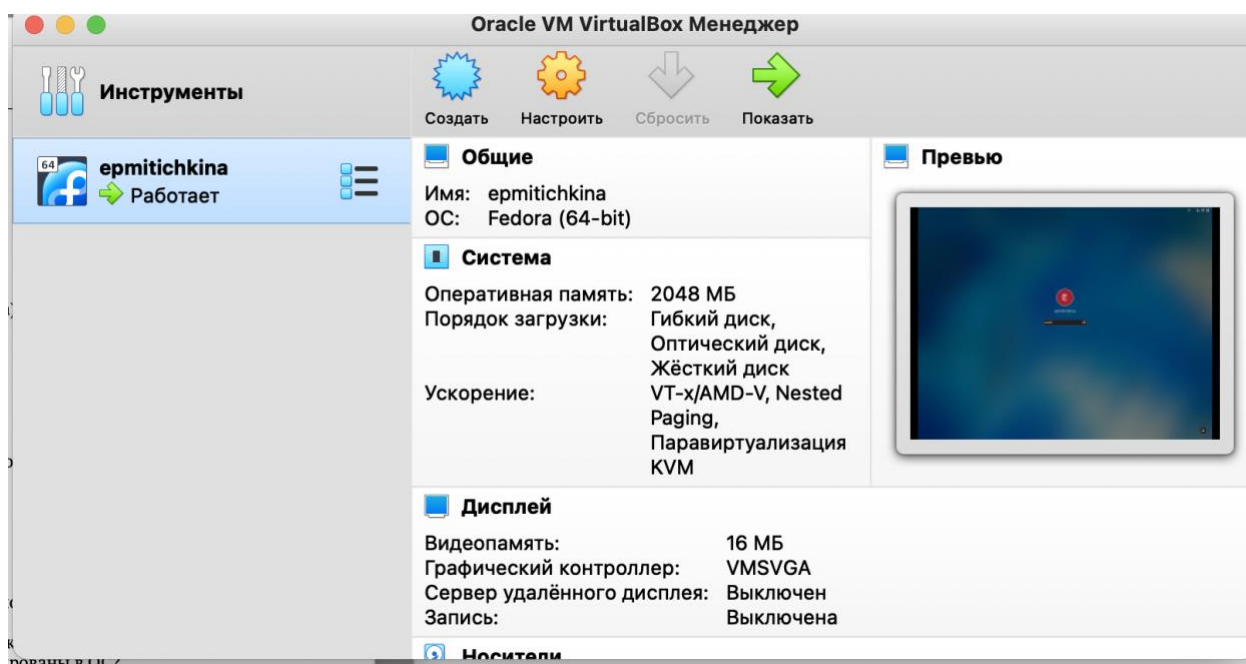 Oracle VM VirtualBox Менеджер
Инструменты
Создать
Настроить
Сбросить
Показать
64
epmitichkina
Работает
Общие
Имя: epmitichkina
ОС: Fedora (64-bit)
Превью
Система
Оперативная память: 2048 МБ
Порядок загрузки: Гибкий диск,
Оптический диск,
Жёсткий диск
Ускорение: VT-x/AMD-V, Nested
Paging,
Паравиртуализация
KVM
Дисплей
Видеопамять: 16 МБ
Графический контроллер: VMSVGA
Сервер удалённого дисплея: Выключен
Запись: Выключена
Носители